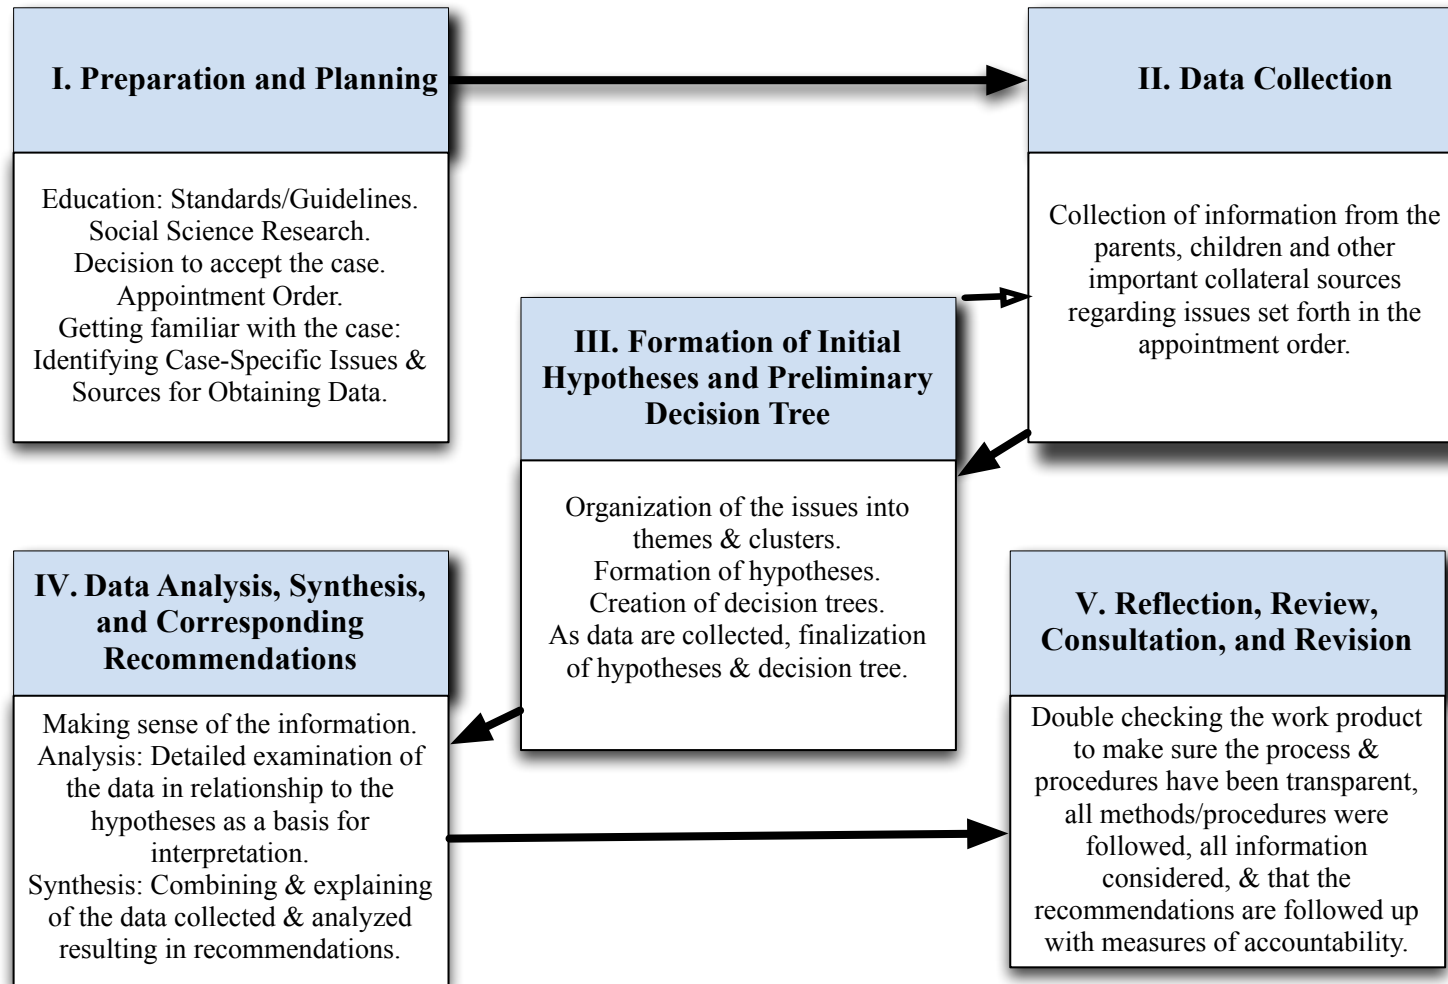 I. Preparation and Planning
Education: Standards/Guidelines.
Social Science Research.
Decision to accept the case.
Appointment Order.
Getting familiar with the case:
Identifying Case-Specific Issues &
Sources for Obtaining Data.
II. Data Collection
Collection of information from the
parents, children and other
important collateral sources
regarding issues set forth in the
appointment order.
III. Formation of Initial
Hypotheses and Preliminary
Decision Tree
Organization of the issues into
themes & clusters.
Formation of hypotheses.
Creation of decision trees.
As data are collected, finalization
of hypotheses & decision tree.
IV. Data Analysis, Synthesis,
and Corresponding
Recommendations
Making sense of the information.
Analysis: Detailed examination of
the data in relationship to the
hypotheses as a basis for
interpretation.
Synthesis: Combining & explaining
of the data collected & analyzed
resulting in recommendations.
V. Reflection, Review,
Consultation, and Revision
Double checking the work product
to make sure the process &
procedures have been transparent,
all methods/procedures were
followed, all information
considered, & that the
recommendations are followed up
with measures of accountability.